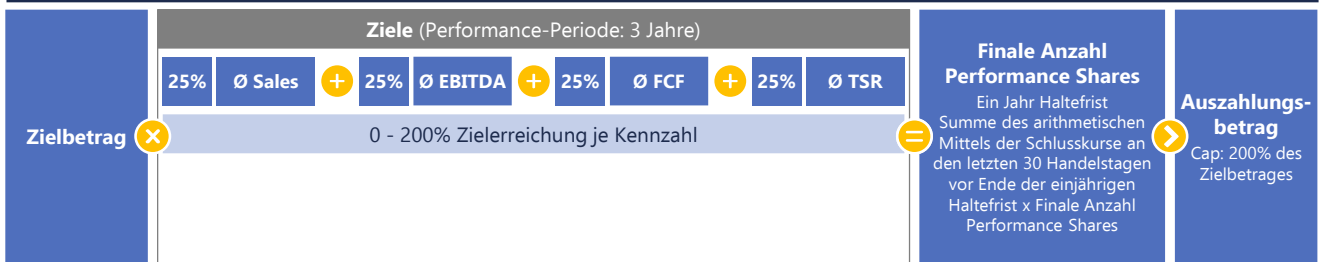 Zielbetrag
×
Ziele (Performance-Periode: 3 Jahre)
25% Ø Sales + 25% Ø EBITDA + 25% Ø FCF + 25% Ø TSR
0 - 200% Zielerreichung je Kennzahl
=
Finale Anzahl
Performance Shares
Ein Jahr Haltefrist
Summe des arithmetischen
Mittels der Schlusskurse an
den letzten 30 Handelstagen
vor Ende der einjährigen
Haltefrist x Finale Anzahl
Performance Shares
Auszahlungs-
betrag
Cap: 200% des
Zielbetrages